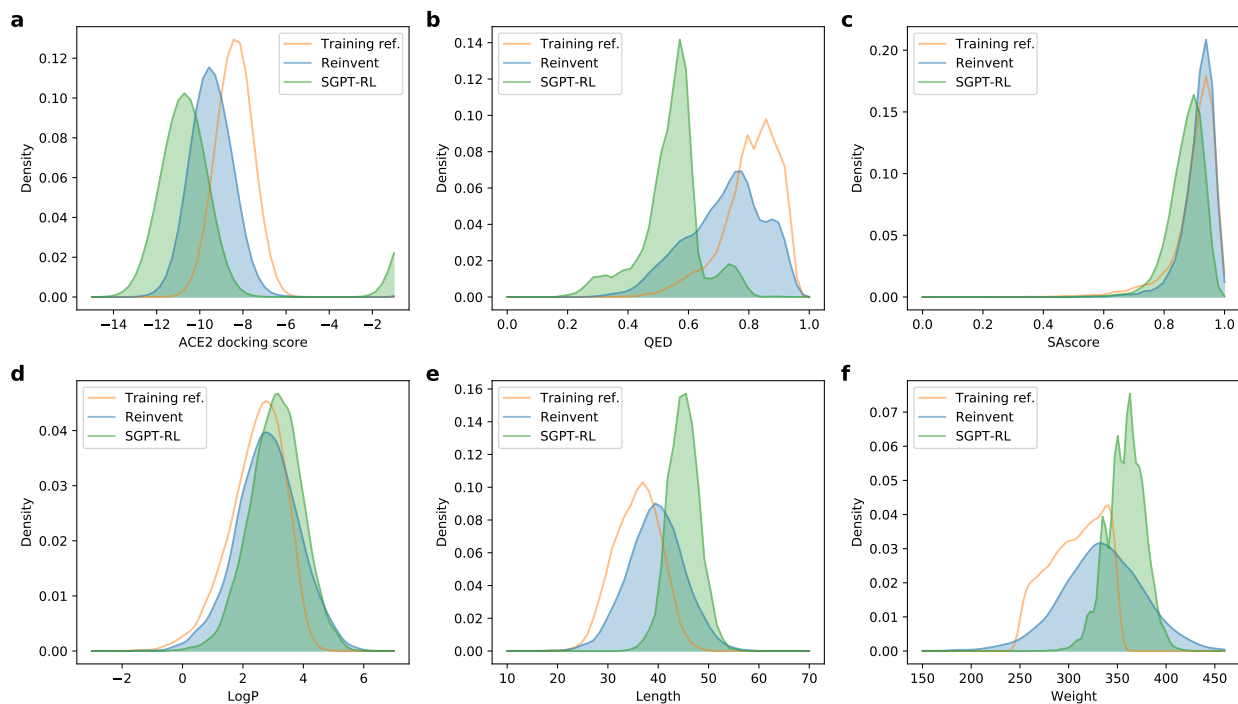 a
Training ref.
Reinvent
SGPT-RL
Density
0.12
0.10
0.08
0.06
0.04
0.02
0.00
−14
−12
−10
−8
−6
−4
−2
ACE2 docking score
b
Training ref.
Reinvent
SGPT-RL
Density
0.14
0.12
0.10
0.08
0.06
0.04
0.02
0.00
0.0
0.2
0.4
0.6
0.8
1.0
QED
c
Training ref.
Reinvent
SGPT-RL
Density
0.20
0.15
0.10
0.05
0.00
0.0
0.2
0.4
0.6
0.8
1.0
SAscore
d
Training ref.
Reinvent
SGPT-RL
Density
0.04
0.03
0.02
0.01
0.00
−2
0
2
4
6
LogP
e
Training ref.
Reinvent
SGPT-RL
Density
0.16
0.14
0.12
0.10
0.08
0.06
0.04
0.02
0.00
10
20
30
40
50
60
70
Length
f
Training ref.
Reinvent
SGPT-RL
Density
0.07
0.06
0.05
0.04
0.03
0.02
0.01
0.00
150
200
250
300
350
400
450
Weight